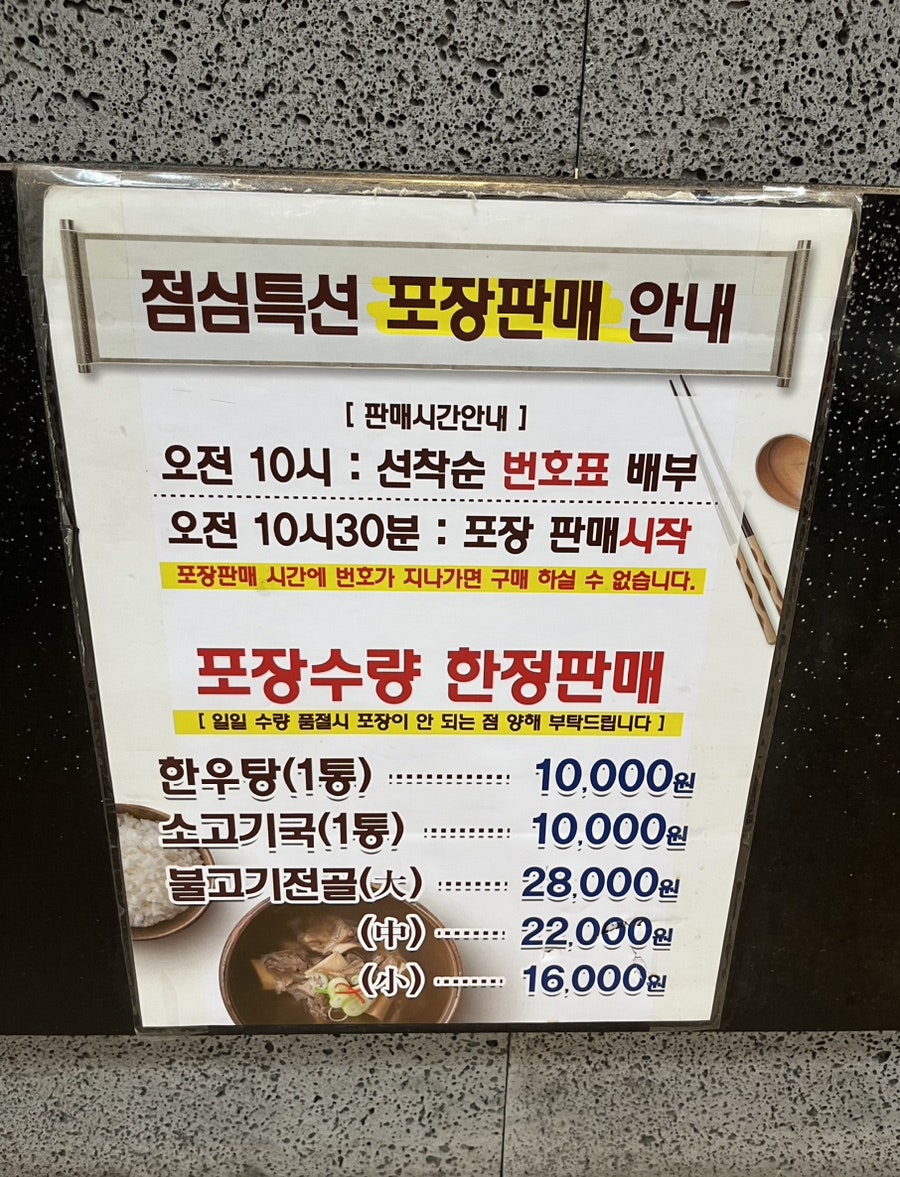 점심특선 포장판매 안내
[ 판매시간안내 ]
오전 10시 : 선착순 번호표 배부
오전 10시30분 : 포장 판매시작
포장판매 시간에 번호가 지나가면 구매 하실 수 없습니다.
포장수량 한정판매
[ 일일 수량 품절시 포장이 안 되는 점 양해 부탁드립니다 ]
한우탕(1통) 10,000원
소고기국(1통) 10,000원
불고기전골(大) 28,000원
(中) 22,000원
(小) 16,000원